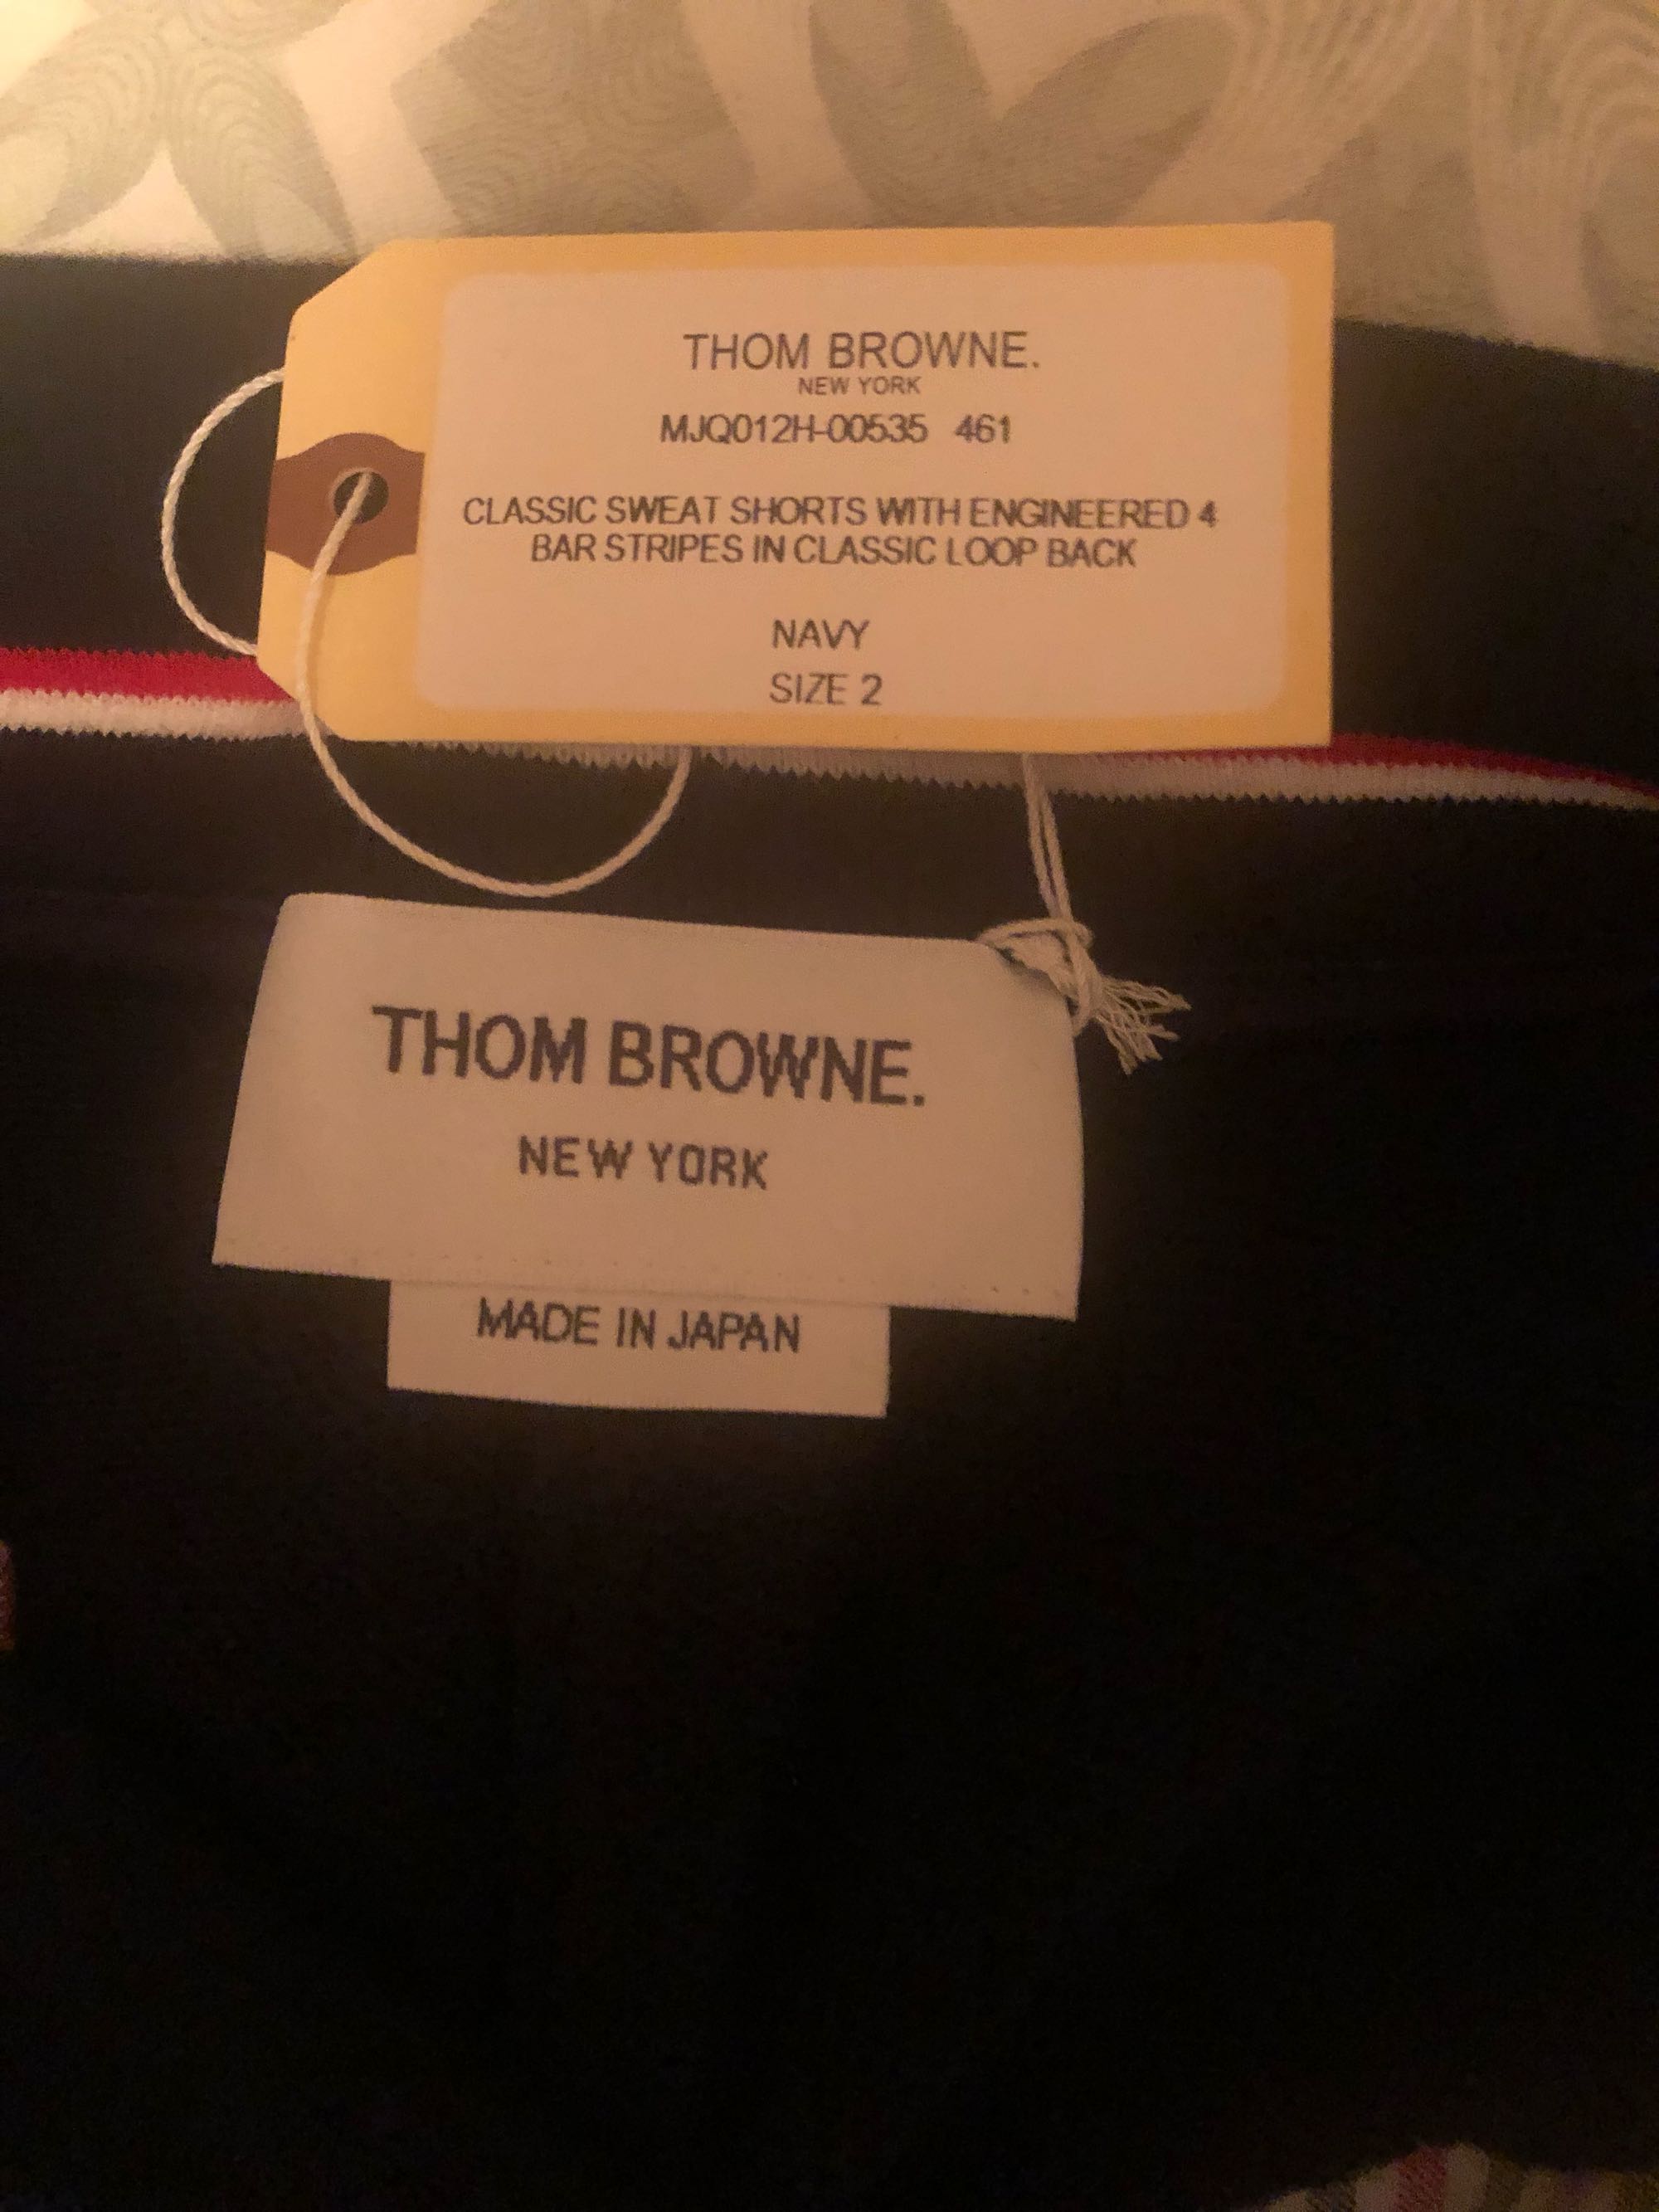 THOM BROWNE.
NEW YORK
MJQ012H-00535 461
CLASSIC SWEAT SHORTS WITH ENGINEERED 4
BAR STRIPES IN CLASSIC LOOP BACK
NAVY
SIZE 2
THOM BROWNE.
NEW YORK
MADE IN JAPAN